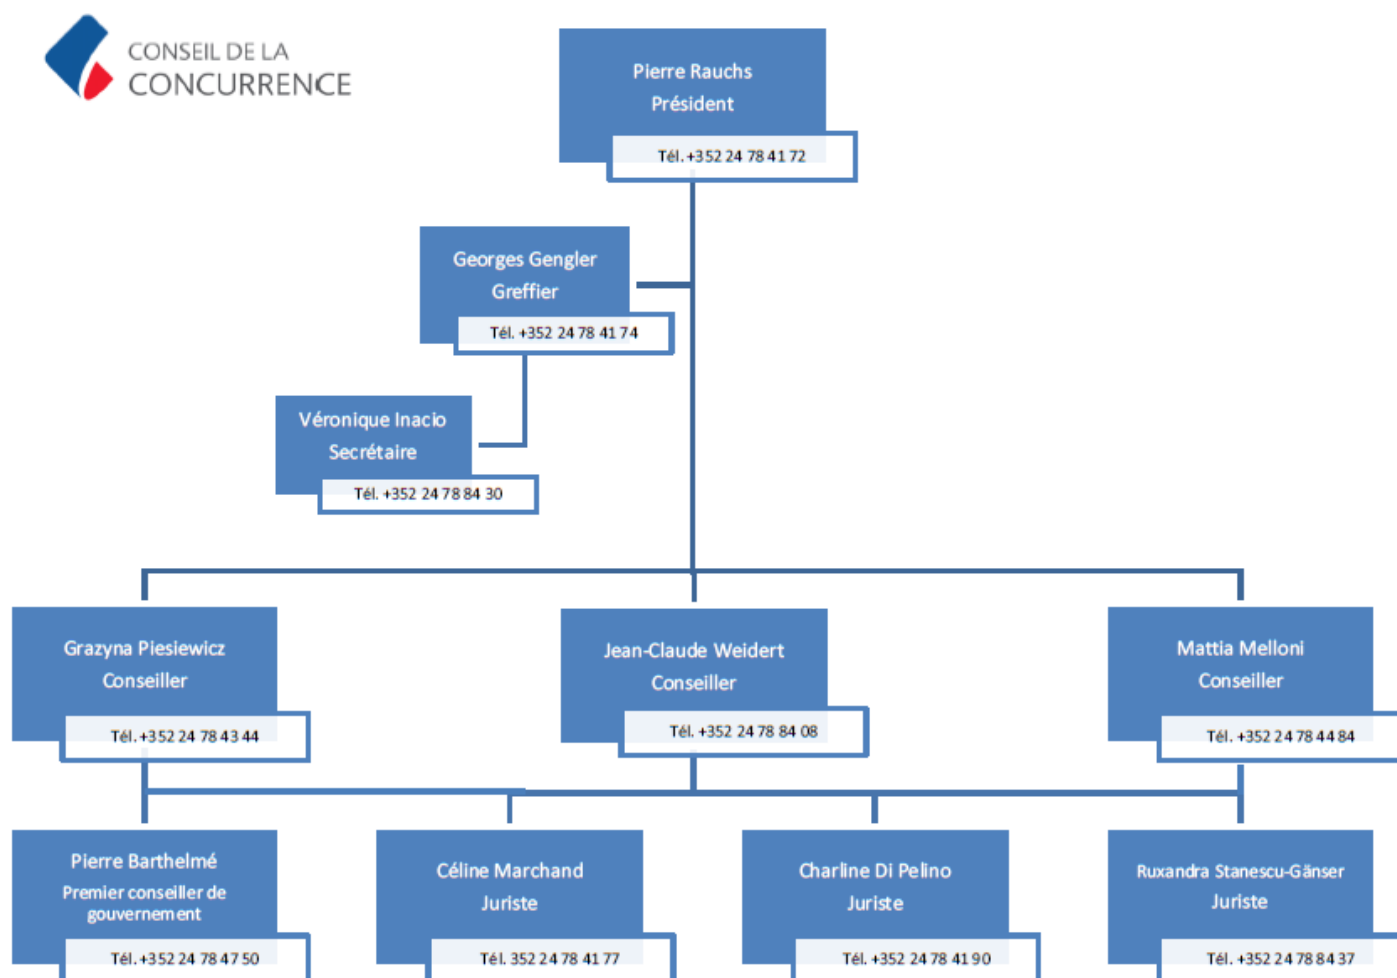 CONSEIL DE LA
CONCURRENCE
Pierre Rauchs
Président
Tél. +352 24 78 41 72
Georges Gengler
Greffier
Tél. +352 24 78 41 74
Véronique Inacio
Secrétaire
Tél. +352 24 78 84 30
Grazyna Piesiewicz
Conseiller
Tél. +352 24 78 43 44
Jean-Claude Weidert
Conseiller
Tél. +352 24 78 84 08
Mattia Melloni
Conseiller
Tél. +352 24 78 44 84
Pierre Barthelmé
Premier conseiller de
gouvernement
Tél. +352 24 78 47 50
Céline Marchand
Juriste
Tél. 352 24 78 41 77
Charline Di Pelino
Juriste
Tél. +352 24 78 41 90
Ruxandra Stanescu-Gänser
Juriste
Tél. +352 24 78 84 37